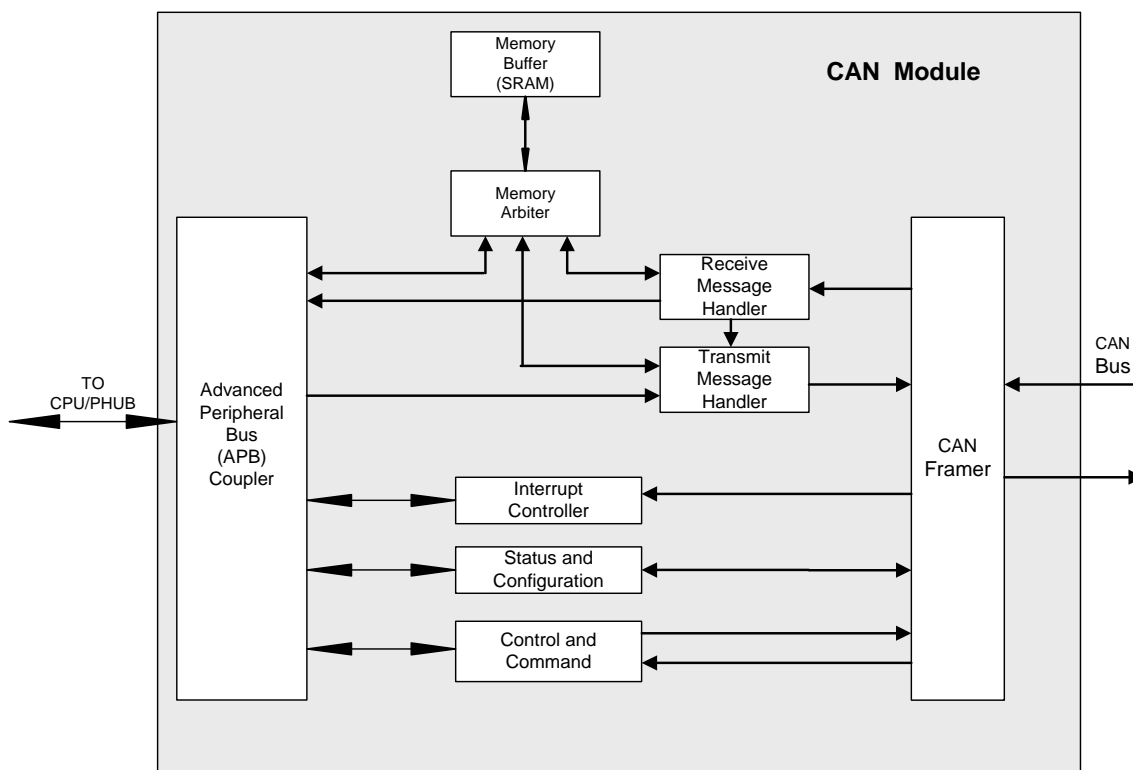 Memory
Buffer
(SRAM)
CAN Module
Memory
Arbiter
Receive
Message
Handler
Transmit
Message
Handler
CAN
Bus
TO
CPU/PHUB
Advanced
Peripheral
Bus
(APB)
Coupler
CAN
Framer
Interrupt
Controller
Status and
Configuration
Control and
Command